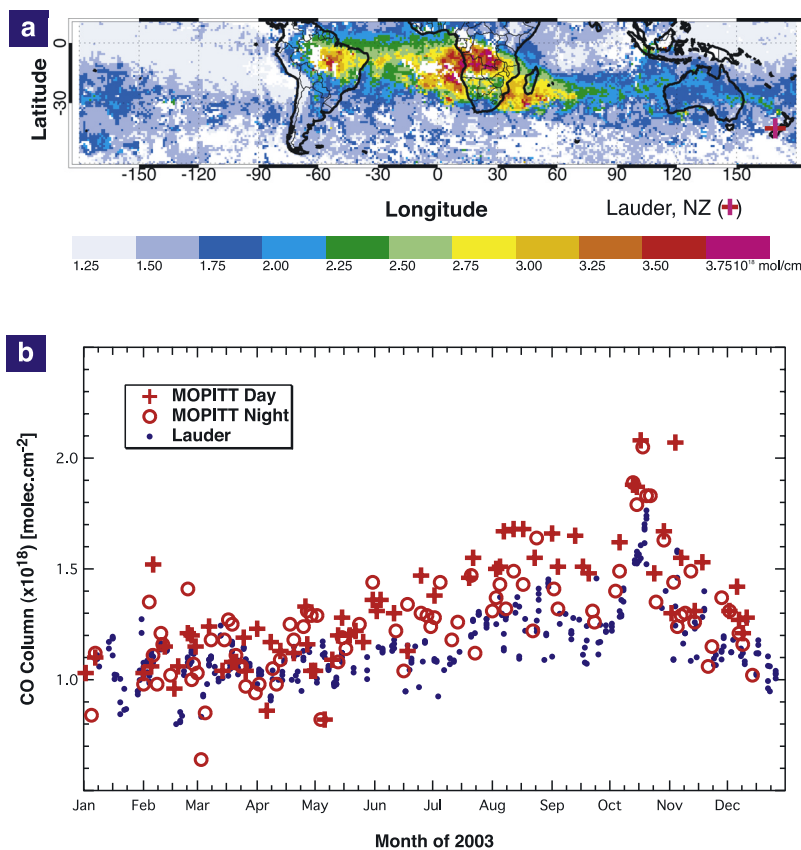 a
Latitude
0
-30
-150 -120 -90 -60 -30 0 30 60 90 120 150
Longitude
Lauder, NZ (+)
1.25 1.50 1.75 2.00 2.25 2.50 2.75 3.00 3.25 3.50 3.75 10¹⁸ mol/cm
b
MOPITT Day
MOPITT Night
Lauder
CO Column (x10¹⁸) [molec.cm⁻²]
2.0
1.5
1.0
Jan Feb Mar Apr May Jun Jul Aug Sep Oct Nov Dec
Month of 2003